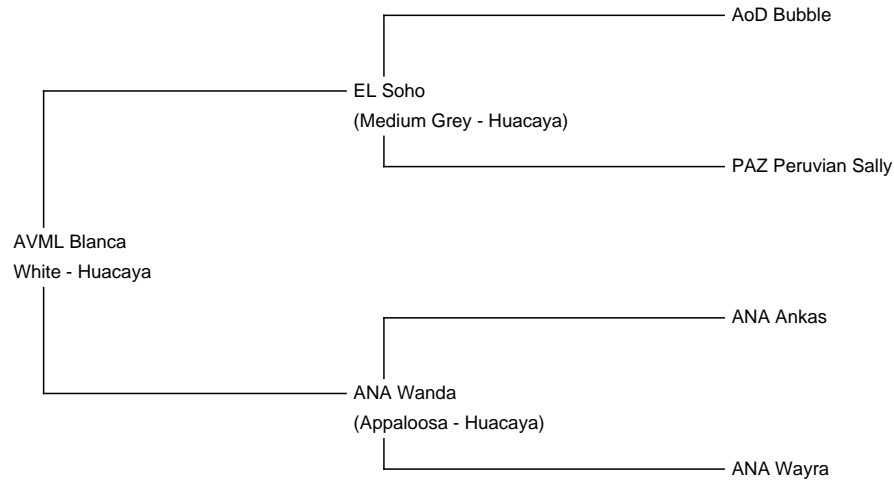 AoD Bubble
EL Soho
(Medium Grey - Huacaya)
PAZ Peruvian Sally
AVML Blanca
White - Huacaya
ANA Ankas
ANA Wanda
(Appaloosa - Huacaya)
ANA Wayra